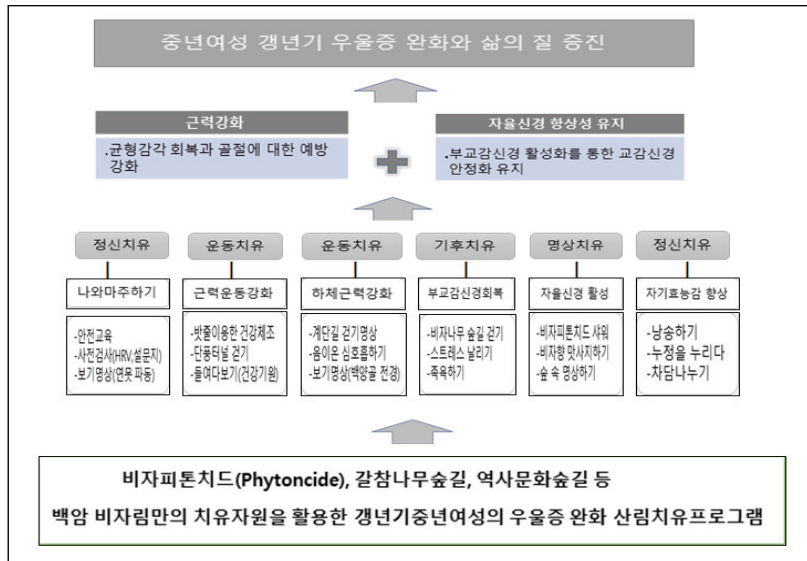 중년여성 갱년기 우울증 완화와 삶의 질 증진
근력강화
.균형감각 회복과 골절에 대한 예방
강화
자율신경 항상성 유지
.부교감신경 활성화를 통한 교감신경
안정화 유지
정신치유
운동치유
운동치유
기후치유
명상치유
정신치유
나와마주하기
근력운동강화
하체근력강화
부교감신경회복
자율신경 활성
자기효능감 향상
-안전교육
-사전검사(HRV,설문지)
-보기명상(연못 파동)
-밧줄이용한 건강체조
-단풍터널 걷기
-들여다보기(건강기원)
-계단길 걷기명상
-음이온 심호흡하기
-보기명상(백양골 전경)
-비자나무 숲길 걷기
-스트레스 날리기
-족욕하기
-비자피톤치드 샤워
-비자향 맛사지하기
-숲 속 명상하기
-낭송하기
-누정을 누리다
-차담나누기
비자피톤치드(Phytoncide), 갈참나무숲길, 역사문화숲길 등
백암 비자림만의 치유자원을 활용한 갱년기중년여성의 우울증 완화 산림치유프로그램